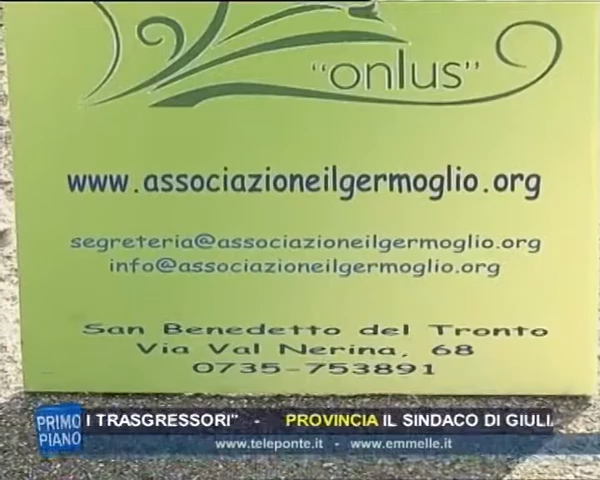 "onlus"
www.associazioneilgermoglio.org
segreteria@associazioneilgermoglio.org
info@associazioneilgermoglio.org
San Benedetto del Tronto
Via Val Nerina, 68
0735-753891
PRIMO PIANO
I TRASGRESSORI" - PROVINCIA IL SINDACO DI GIULI
www.teleponte.it - www.emmelle.it